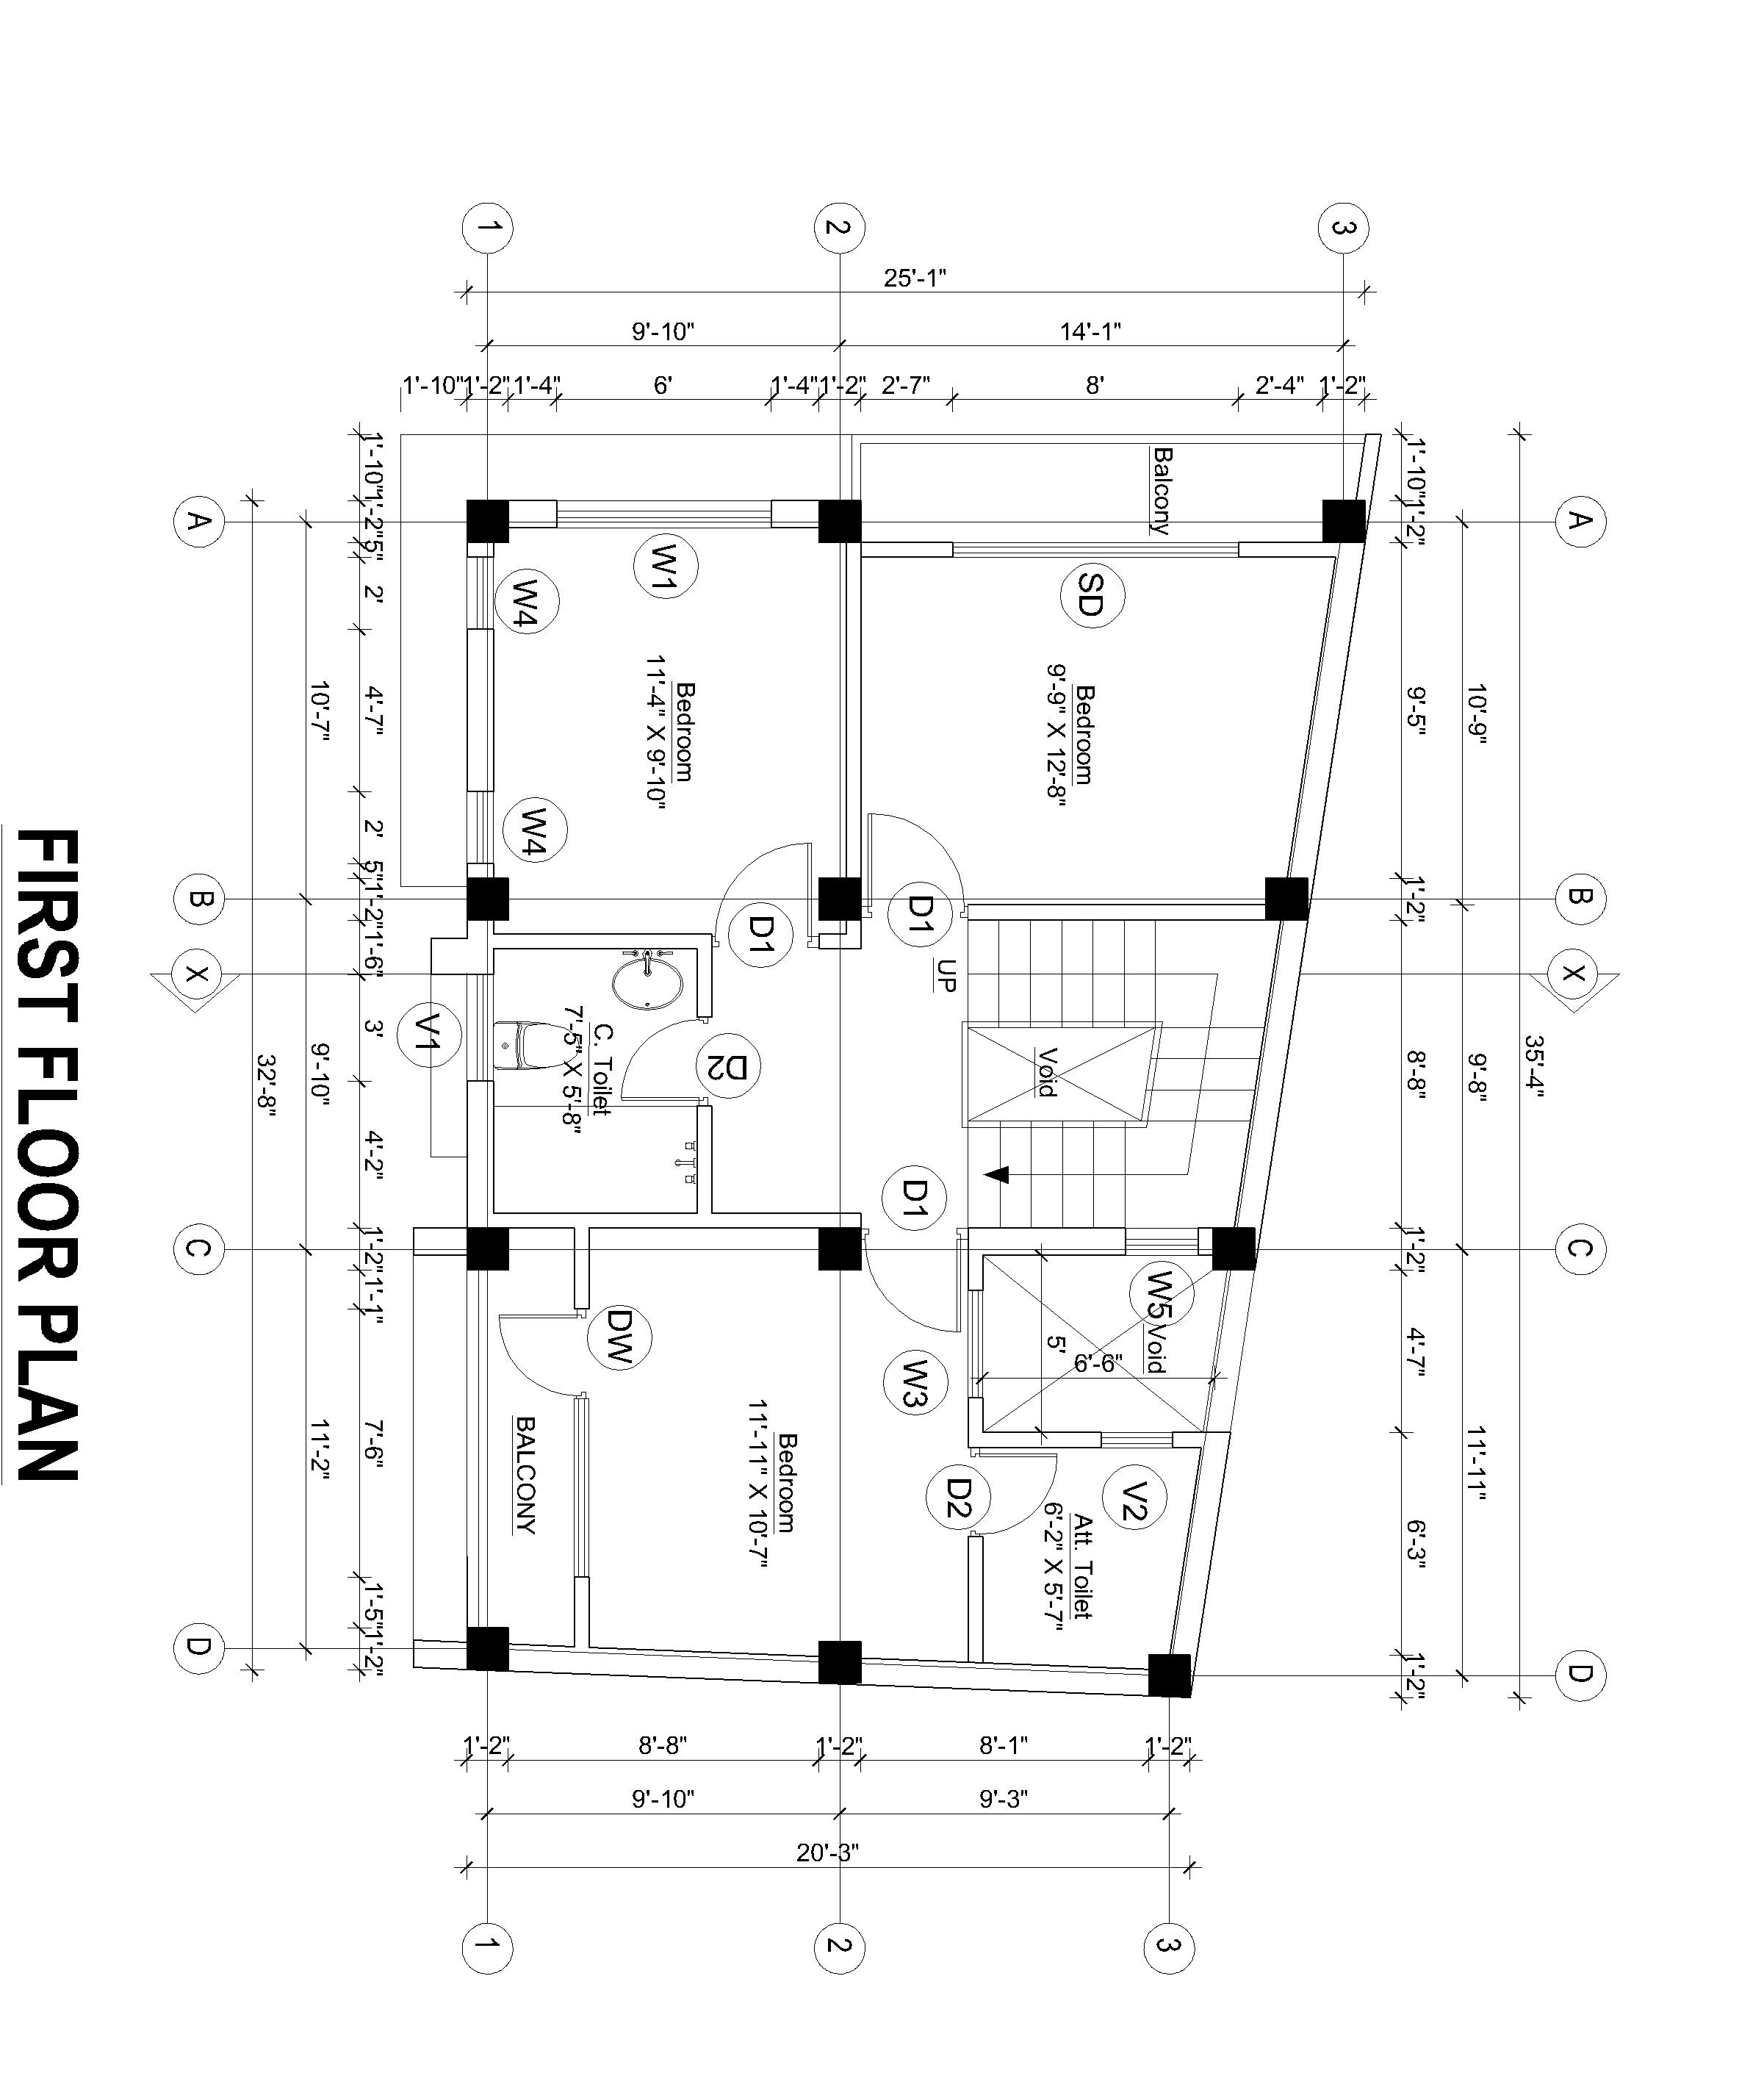 1
2
3
25'-1"
9'-10"
14'-1"
1'-10"
1'-2"
1'-4"
6'
1'-4"
1'-2"
2'-7"
8'
2'-4"
1'-2"
Balcony
A
A
W1
W4
SD
Bedroom
11'-4" X 9'-10"
Bedroom
9'-9" X 12'-8"
W4
D1
D1
B
B
X
X
UP
Void
V1
C. Toilet
7'-5" X 5'-8"
D2
D1
C
C
W5
Void
5'
6'-6"
DW
W3
BALCONY
Bedroom
11'-11" X 10'-7"
D2
V2
Att. Toilet
6'-2" X 5'-7"
D
D
1'-10"
1'-2"
5"
2'
4'-7"
2'
5"
1'-2"
1'-6"
3'
4'-2"
1'-2"
1'-1"
7'-6"
1'-5"
1'-2"
10'-7"
9'-10"
11'-2"
32'-8"
1'-10"
1'-2"
9'-5"
1'-2"
8'-8"
1'-2"
4'-7"
6'-3"
1'-2"
10'-9"
9'-8"
11'-11"
35'-4"
1'-2"
8'-8"
1'-2"
8'-1"
1'-2"
9'-10"
9'-3"
20'-3"
1
2
3
FIRST FLOOR PLAN